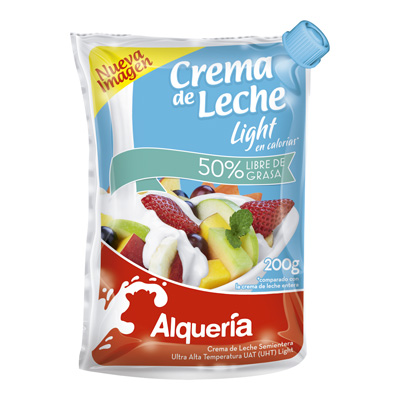 Nueva
Imagen
Crema
de Leche
Light
en calorías*
50% LIBRE DE
GRASA*
200g
*comparado con
la crema de leche entera
Alquería
Crema de Leche Semientera
Ultra Alta Temperatura UAT (UHT) Light